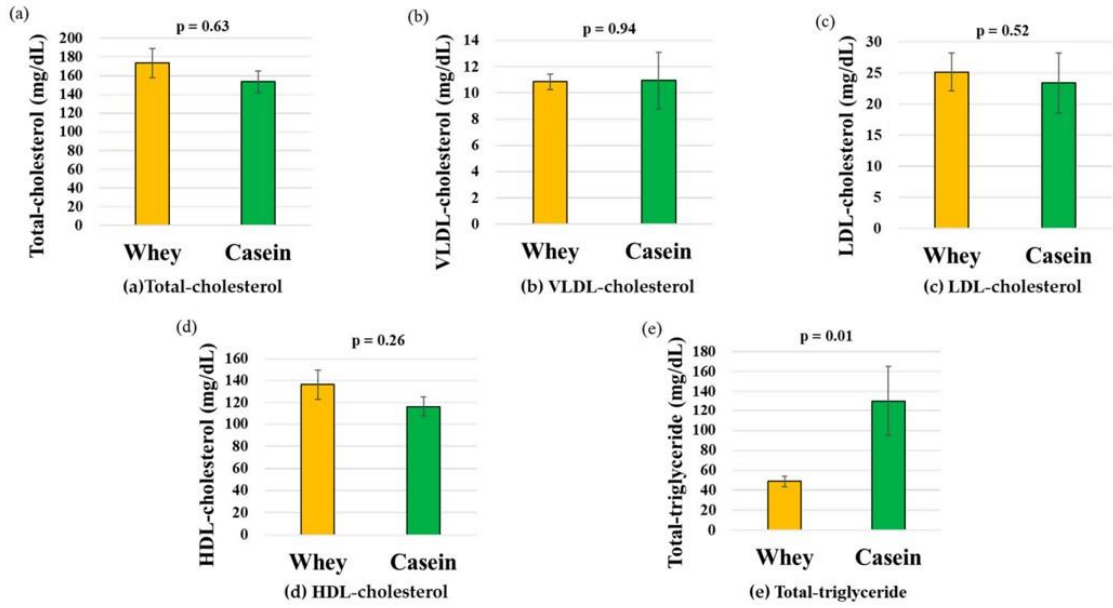 (a)
p = 0.63
Total-cholesterol (mg/dL)
200
180
160
140
120
100
80
60
40
20
0
Whey Casein
(a)Total-cholesterol
(b)
p = 0.94
VLDL-cholesterol (mg/dL)
14
12
10
8
6
4
2
0
Whey Casein
(b) VLDL-cholesterol
(c)
p = 0.52
LDL-cholesterol (mg/dL)
30
25
20
15
10
5
0
Whey Casein
(c) LDL-cholesterol
(d)
p = 0.26
HDL-cholesterol (mg/dL)
160
140
120
100
80
60
40
20
0
Whey Casein
(d) HDL-cholesterol
(e)
p = 0.01
Total-triglyceride (mg/dL)
180
160
140
120
100
80
60
40
20
0
Whey Casein
(e) Total-triglyceride